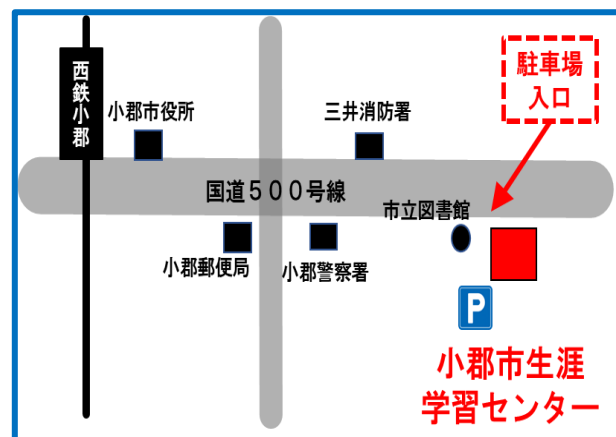 西鉄小郡
小郡市役所
三井消防署
駐車場
入口
国道５００号線
市立図書館
小郡郵便局
小郡警察署
P
小郡市生涯
学習センター